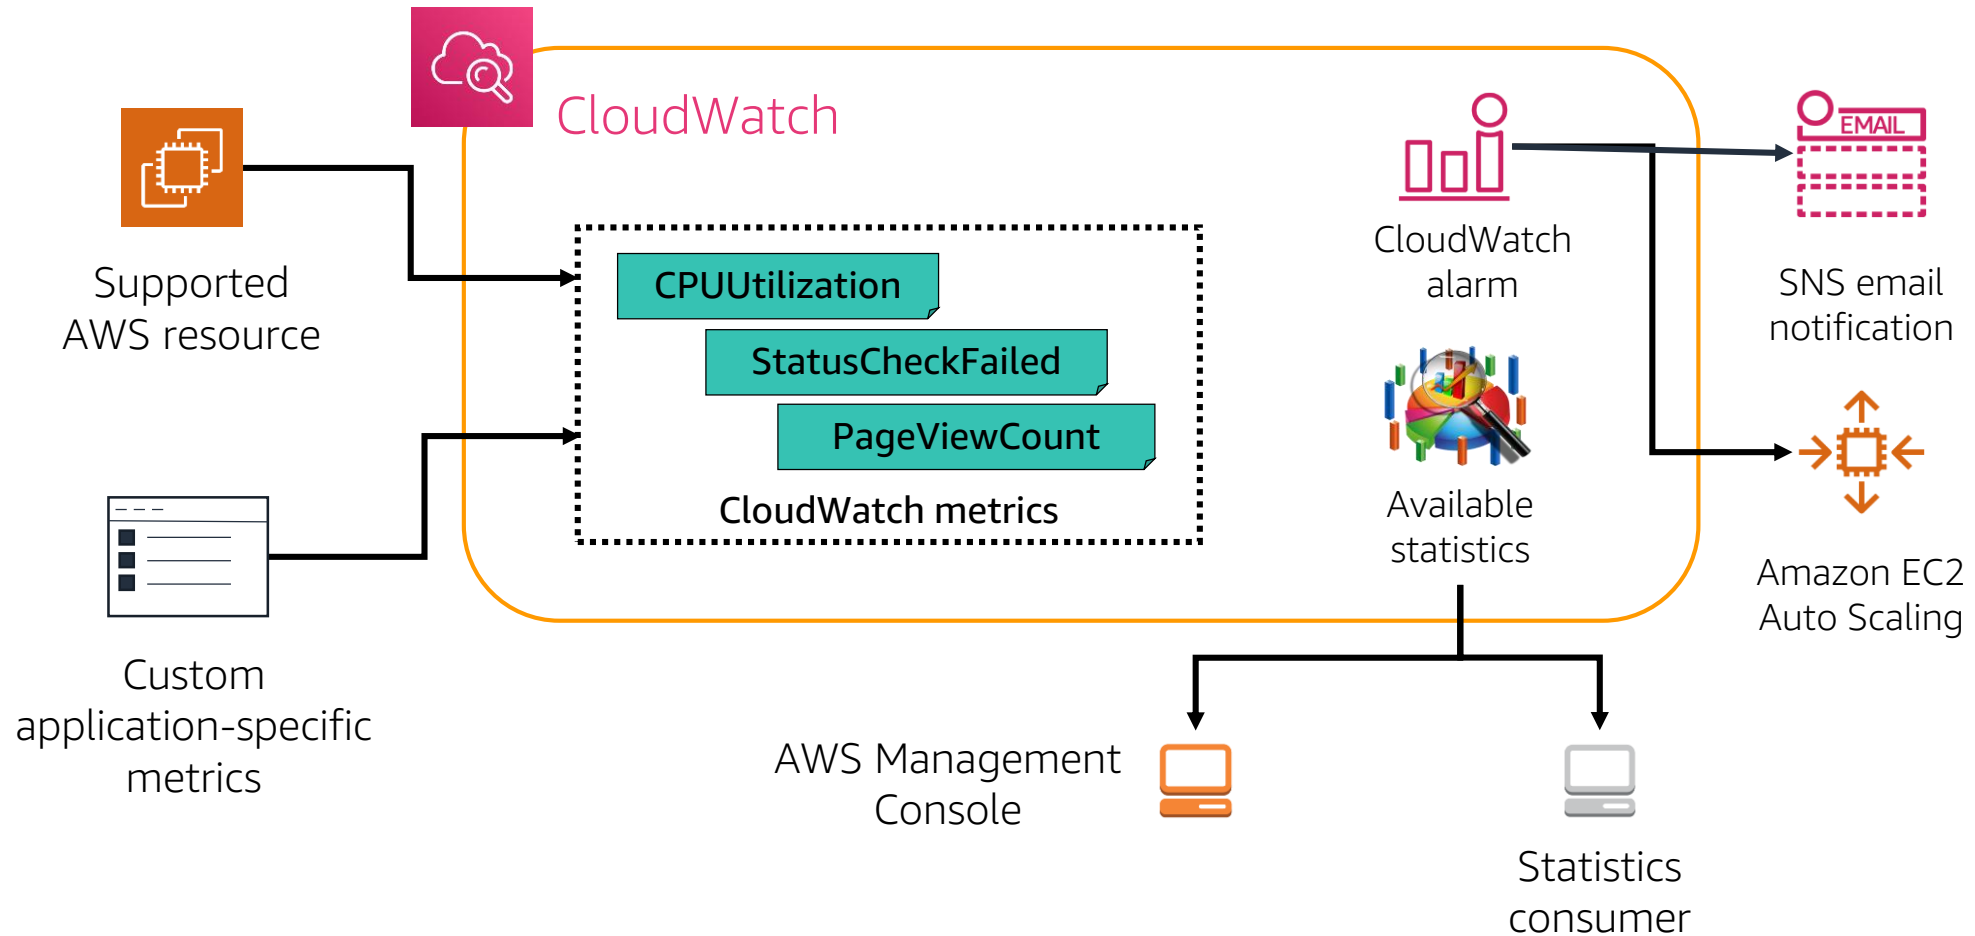 CloudWatch
Supported
AWS resource
Custom
application-specific
metrics
CPUUtilization
StatusCheckFailed
PageViewCount
CloudWatch metrics
CloudWatch
alarm
Available
statistics
EMAIL
SNS email
notification
Amazon EC2
Auto Scaling
AWS Management
Console
Statistics
consumer